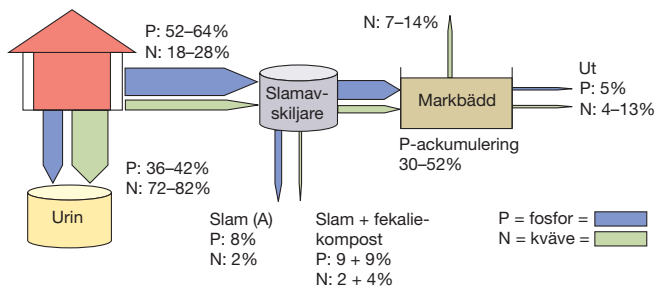 P: 52–64%
N: 18–28%
N: 7–14%
Slamav-
skiljare
Markbädd
Ut
P: 5%
N: 4–13%
P-ackumulering
30–52%
P: 36–42%
N: 72–82%
Urin
Slam (A)
P: 8%
N: 2%
Slam + fekalie-
kompost
P: 9 + 9%
N: 2 + 4%
P = fosfor =
N = kväve =